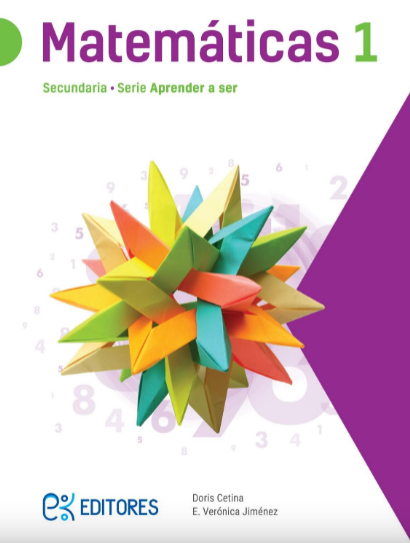 Matemáticas 1
Secundaria • Serie Aprender a ser
EDITORES
Doris Cetina
E. Verónica Jiménez